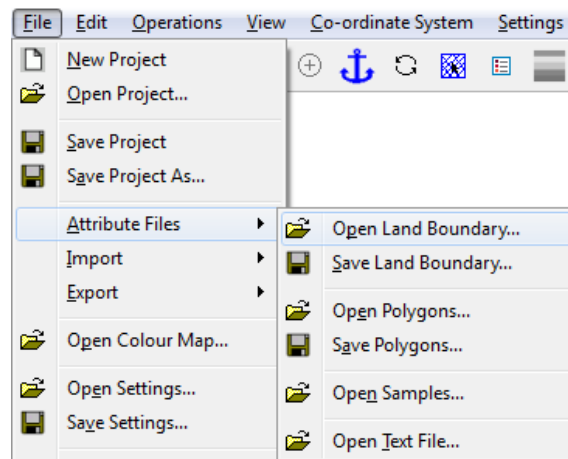 File Edit Operations View Co-ordinate System Settings
New Project
Open Project...
Save Project
Save Project As...
Attribute Files
Import
Export
Open Colour Map...
Open Settings...
Save Settings...
Open Land Boundary...
Save Land Boundary...
Open Polygons...
Save Polygons...
Open Samples...
Open Text File...